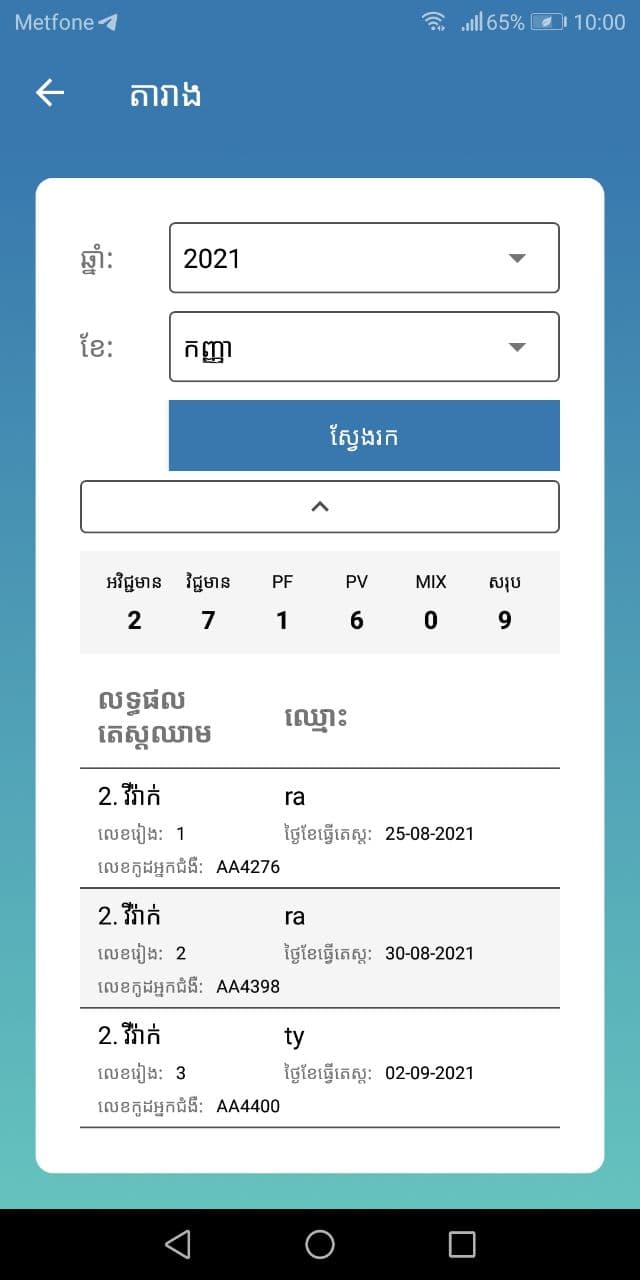 Metfone
65% 10:00
តារាង
ឆ្នាំ: 2021
ខែ: កញ្ញា
ស្វែងរក
អវិជ្ជមាន វិជ្ជមាន PF PV MIX សរុប
2 7 1 6 0 9
លទ្ធផល
តេស្តឈាម
ឈ្មោះ
2. វីរ៉ាក់ ra
លេខរៀង: 1 ថ្ងៃខែធ្វើតេស្ត: 25-08-2021
លេខកូដអ្នកជំងឺ: AA4276
2. វីរ៉ាក់ ra
លេខរៀង: 2 ថ្ងៃខែធ្វើតេស្ត: 30-08-2021
លេខកូដអ្នកជំងឺ: AA4398
2. វីរ៉ាក់ ty
លេខរៀង: 3 ថ្ងៃខែធ្វើតេស្ត: 02-09-2021
លេខកូដអ្នកជំងឺ: AA4400